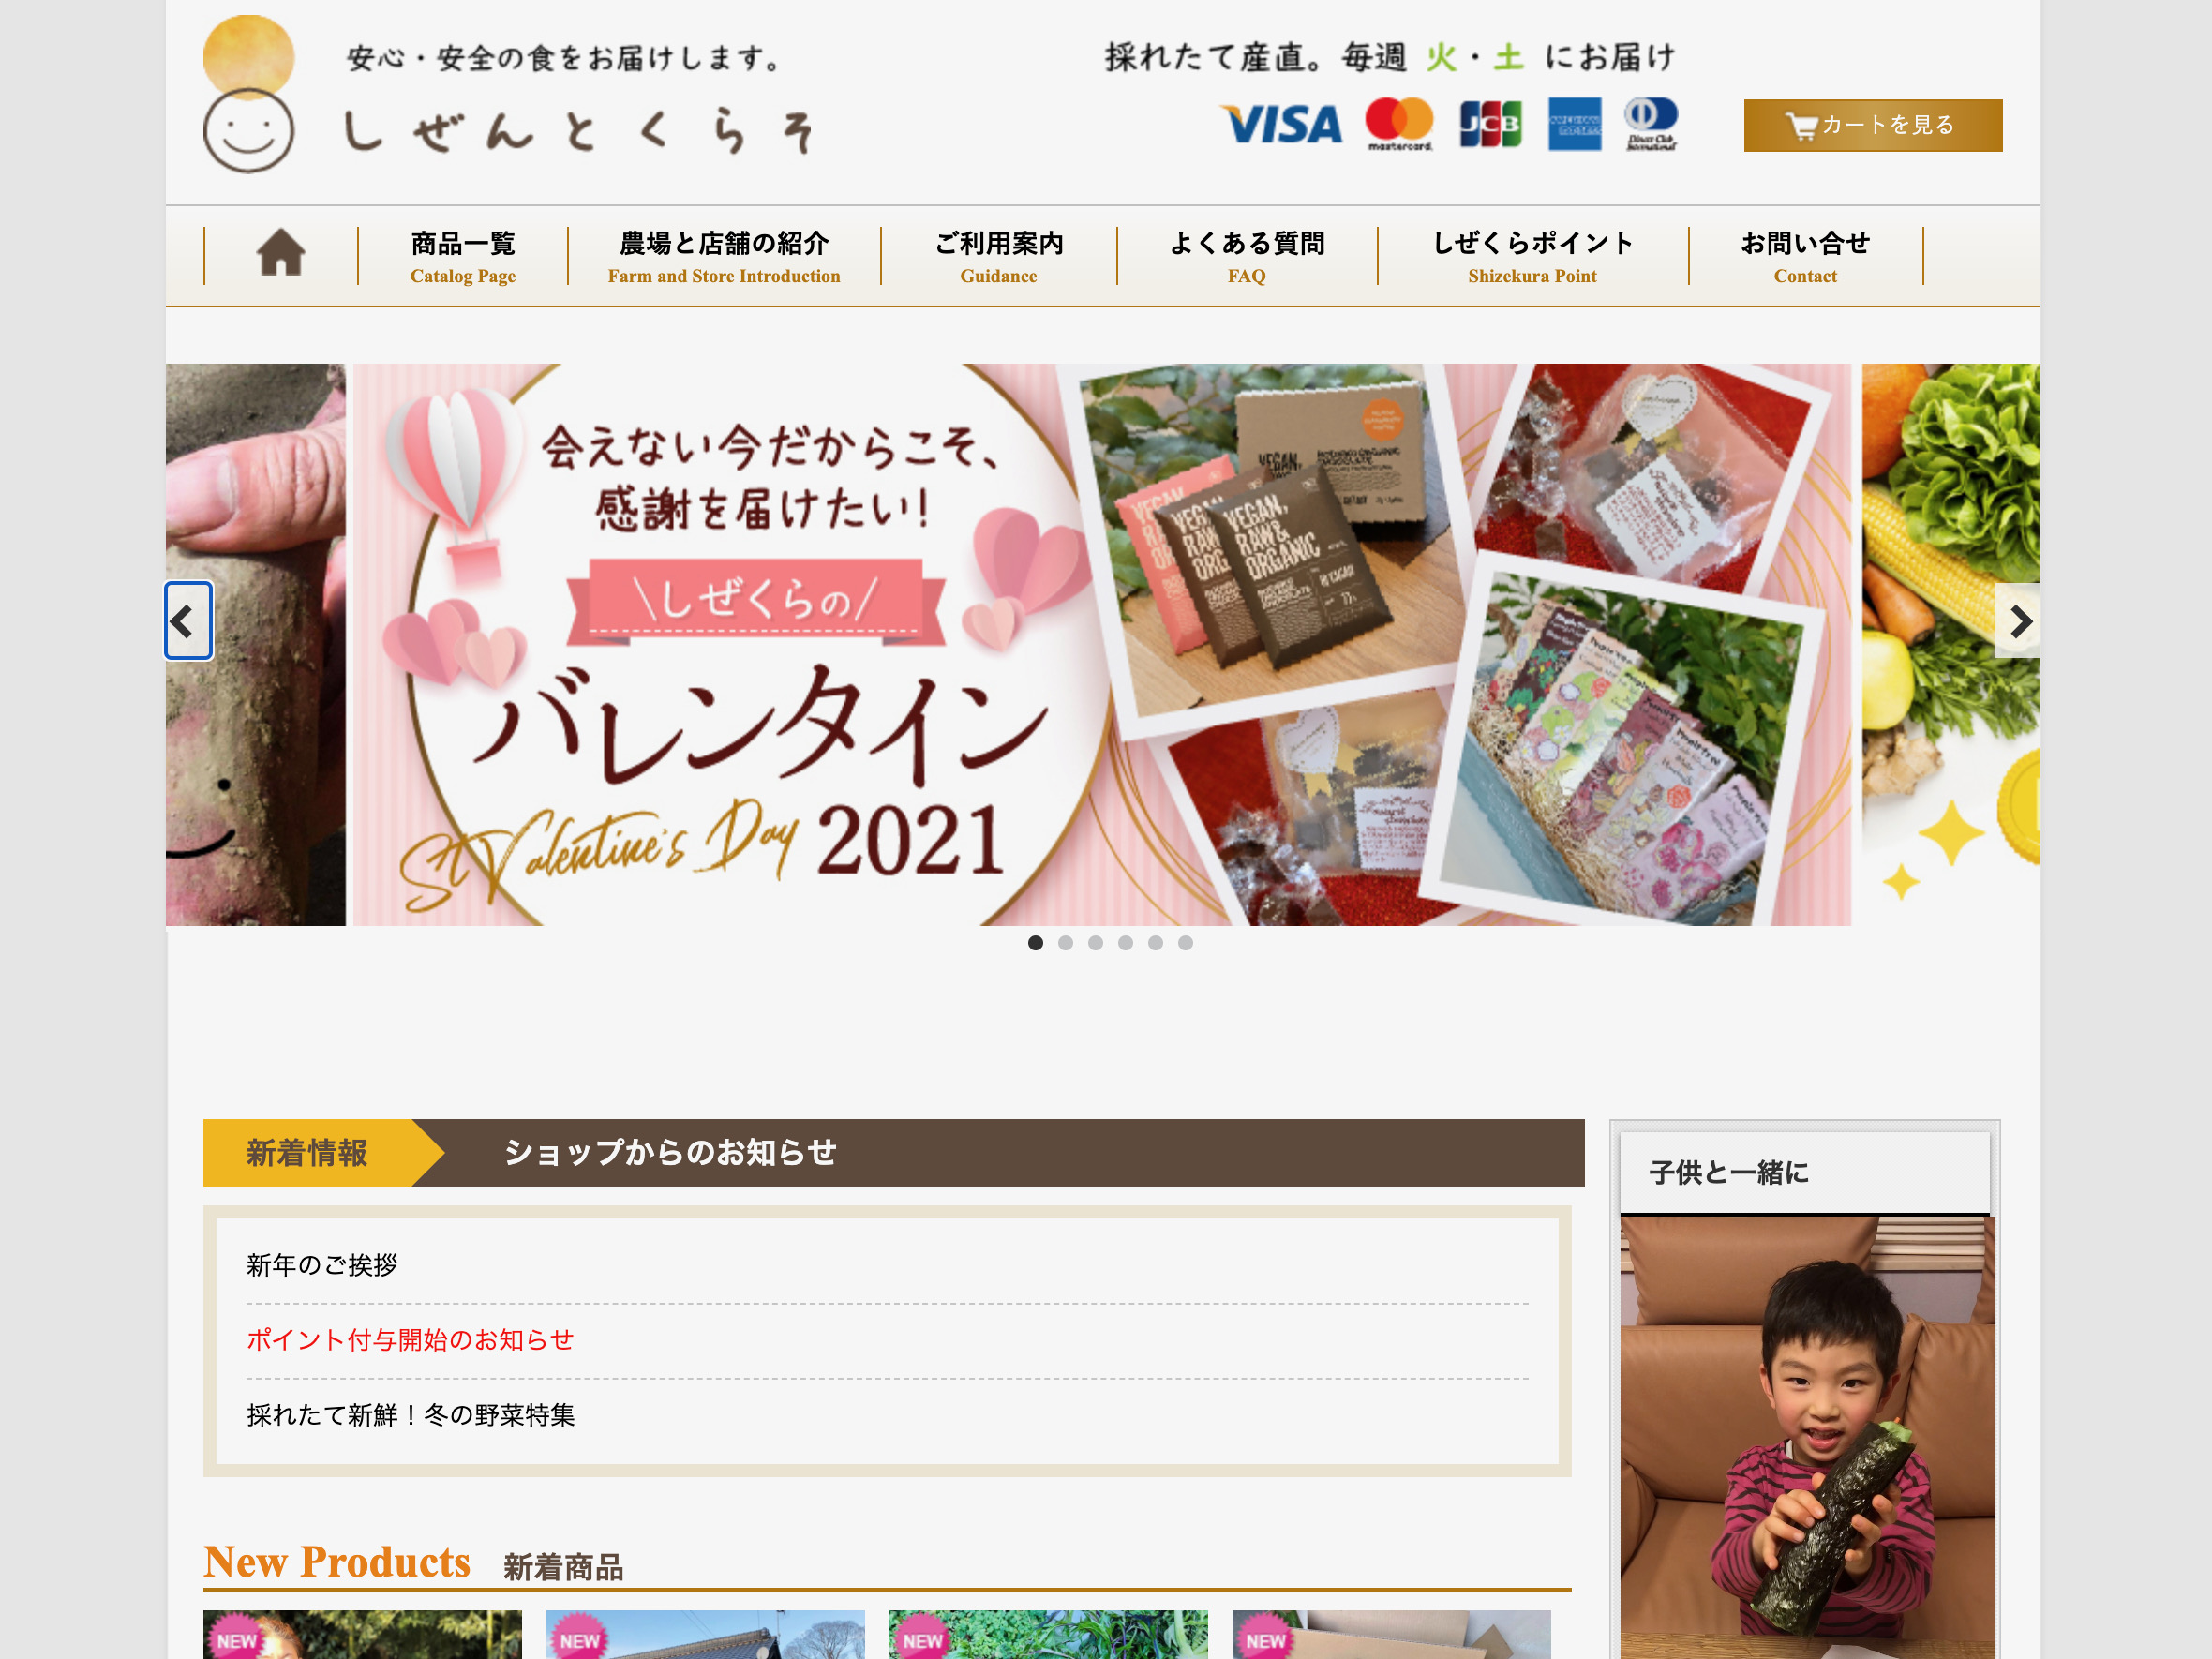 安心・安全の食をお届けします。
しぜんとくらそ
採れたて産直。毎週 火・土 にお届け
VISA
mastercard.
JCB
AMERICAN EXPRESS
Diners Club International
カートを見る
商品一覧
Catalog Page
農場と店舗の紹介
Farm and Store Introduction
ご利用案内
Guidance
よくある質問
FAQ
しぜくらポイント
Shizekura Point
お問い合せ
Contact
会えない今だからこそ、
感謝を届けたい!
\しぜくらの/
バレンタイン
St Valentine's Day 2021
VEGAN,
RAW&
ORGANIC
新着情報
ショップからのお知らせ
新年のご挨拶
ポイント付与開始のお知らせ
採れたて新鮮！冬の野菜特集
子供と一緒に
New Products 新着商品
NEW
NEW
NEW
NEW